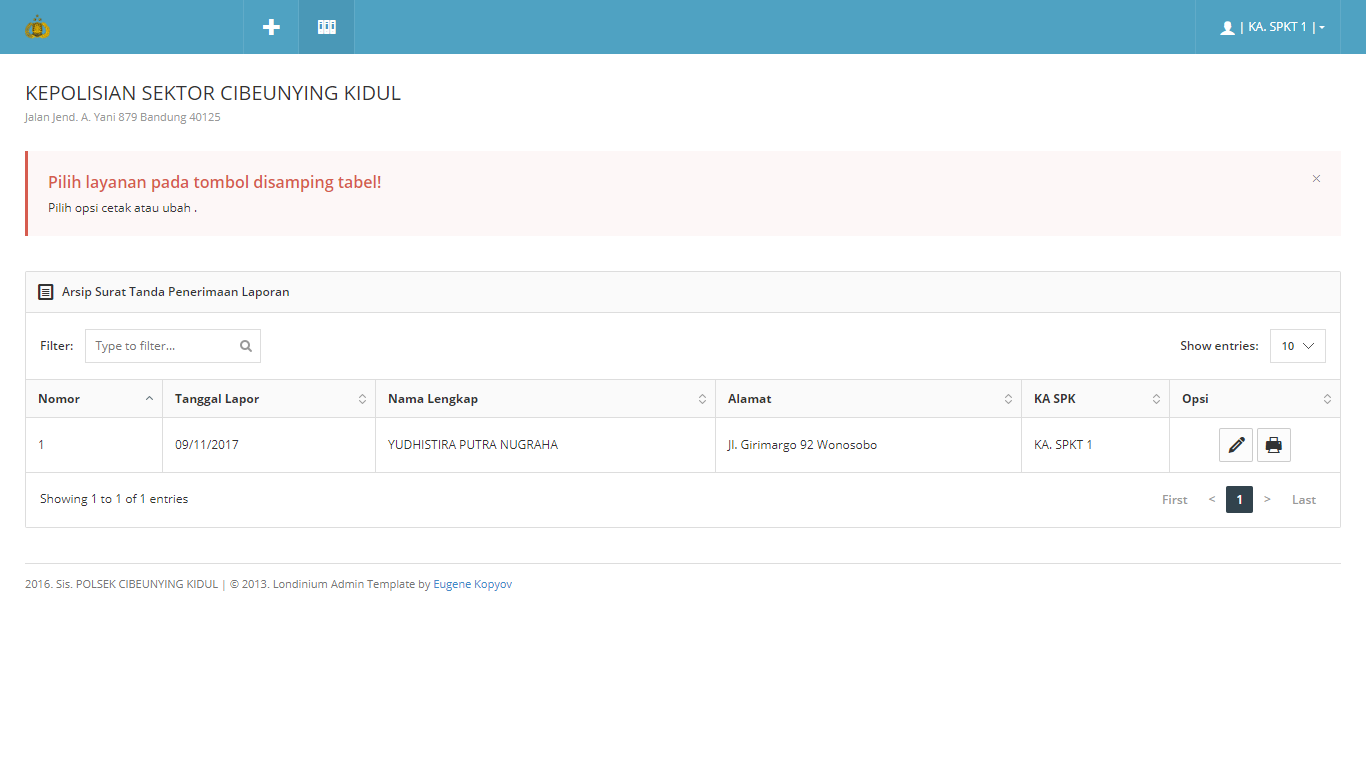 | KA. SPKT 1 |
KEPOLISIAN SEKTOR CIBEUNYING KIDUL
Jalan Jend. A. Yani 879 Bandung 40125
Pilih layanan pada tombol disamping tabel!
×
Pilih opsi cetak atau ubah .
Arsip Surat Tanda Penerimaan Laporan
Filter: Type to filter... Show entries: 10
Nomor Tanggal Lapor Nama Lengkap Alamat KA SPK Opsi
1 09/11/2017 YUDHISTIRA PUTRA NUGRAHA Jl. Girimargo 92 Wonosobo KA. SPKT 1
Showing 1 to 1 of 1 entries First < 1 > Last
2016. Sis. POLSEK CIBEUNYING KIDUL | © 2013. Londinium Admin Template by Eugene Kopyov